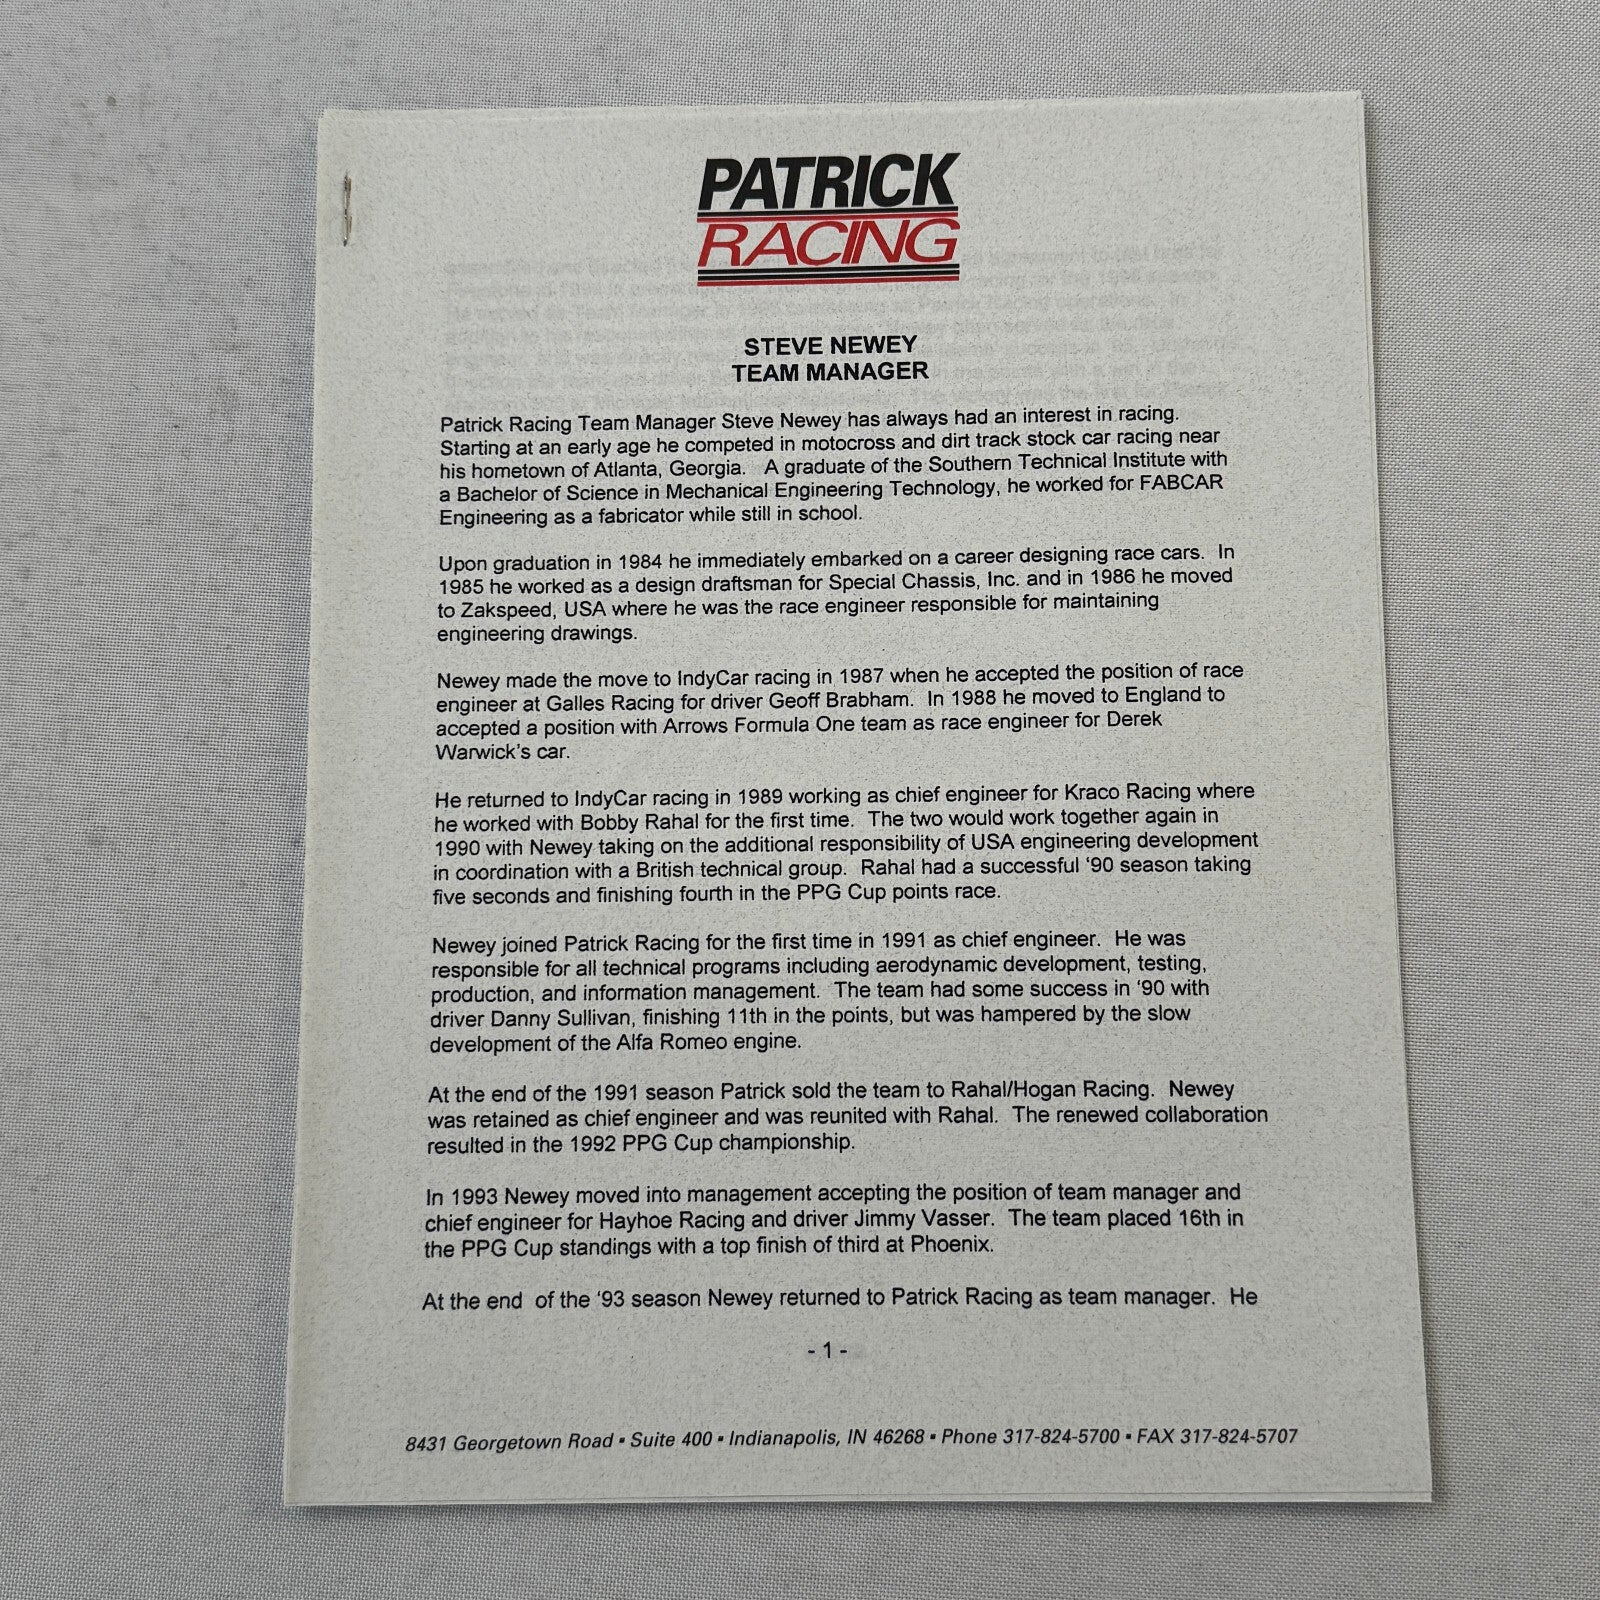 PATRICK
RACING
STEVE NEWEY
TEAM MANAGER
Patrick Racing Team Manager Steve Newey has always had an interest in racing.
Starting at an early age he competed in motocross and dirt track stock car racing near
his hometown of Atlanta, Georgia.   A graduate of the Southern Technical Institute with
a Bachelor of Science in Mechanical Engineering Technology, he worked for FABCAR
Engineering as a fabricator while still in school.
Upon graduation in 1984 he immediately embarked on a career designing race cars.  In
1985 he worked as a design draftsman for Special Chassis, Inc. and in 1986 he moved
to Zakspeed, USA where he was the race engineer responsible for maintaining
engineering drawings.
Newey made the move to IndyCar racing in 1987 when he accepted the position of race
engineer at Galles Racing for driver Geoff Brabham.  In 1988 he moved to England to
accepted a position with Arrows Formula One team as race engineer for Derek
Warwick's car.
He returned to IndyCar racing in 1989 working as chief engineer for Kraco Racing where
he worked with Bobby Rahal for the first time.  The two would work together again in
1990 with Newey taking on the additional responsibility of USA engineering development
in coordination with a British technical group.  Rahal had a successful '90 season taking
five seconds and finishing fourth in the PPG Cup points race.
Newey joined Patrick Racing for the first time in 1991 as chief engineer.  He was
responsible for all technical programs including aerodynamic development, testing,
production, and information management.  The team had some success in '90 with
driver Danny Sullivan, finishing 11th in the points, but was hampered by the slow
development of the Alfa Romeo engine.
At the end of the 1991 season Patrick sold the team to Rahal/Hogan Racing.  Newey
was retained as chief engineer and was reunited with Rahal.  The renewed collaboration
resulted in the 1992 PPG Cup championship.
In 1993 Newey moved into management accepting the position of team manager and
chief engineer for Hayhoe Racing and driver Jimmy Vasser.  The team placed 16th in
the PPG Cup standings with a top finish of third at Phoenix.
At the end  of the '93 season Newey returned to Patrick Racing as team manager.  He
- 1 -
8431 Georgetown Road ▪ Suite 400 ▪ Indianapolis, IN 46268 ▪ Phone 317-824-5700 ▪ FAX 317-824-5707